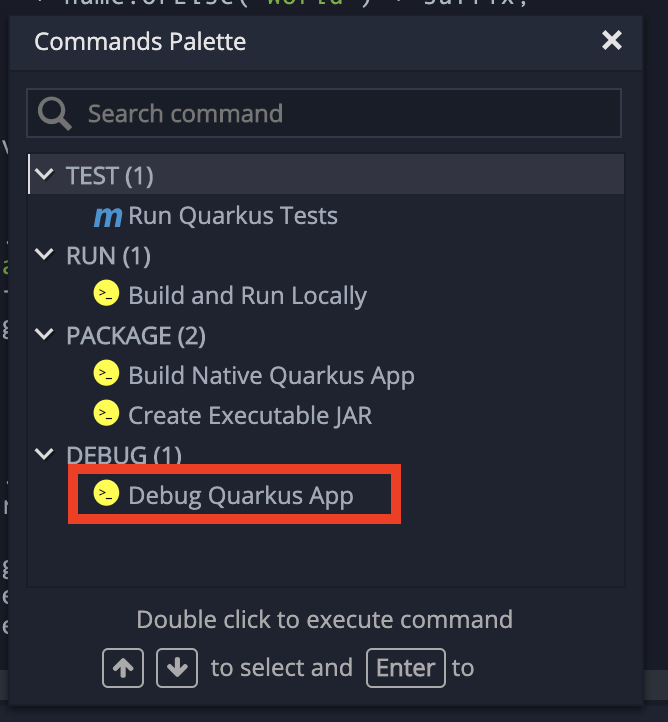 name.orElse("world") + suffix;
Commands Palette
Search command
TEST (1)
m Run Quarkus Tests
RUN (1)
>_ Build and Run Locally
PACKAGE (2)
>_ Build Native Quarkus App
>_ Create Executable JAR
DEBUG (1)
>_ Debug Quarkus App
Double click to execute command
to select and Enter to